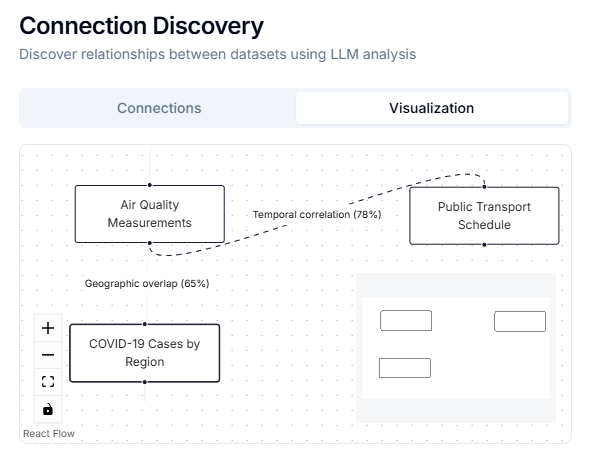 Connection Discovery
Discover relationships between datasets using LLM analysis
Connections
Visualization
Air Quality
Measurements
Public Transport
Schedule
Temporal correlation (78%)
Geographic overlap (65%)
COVID-19 Cases by
Region
React Flow